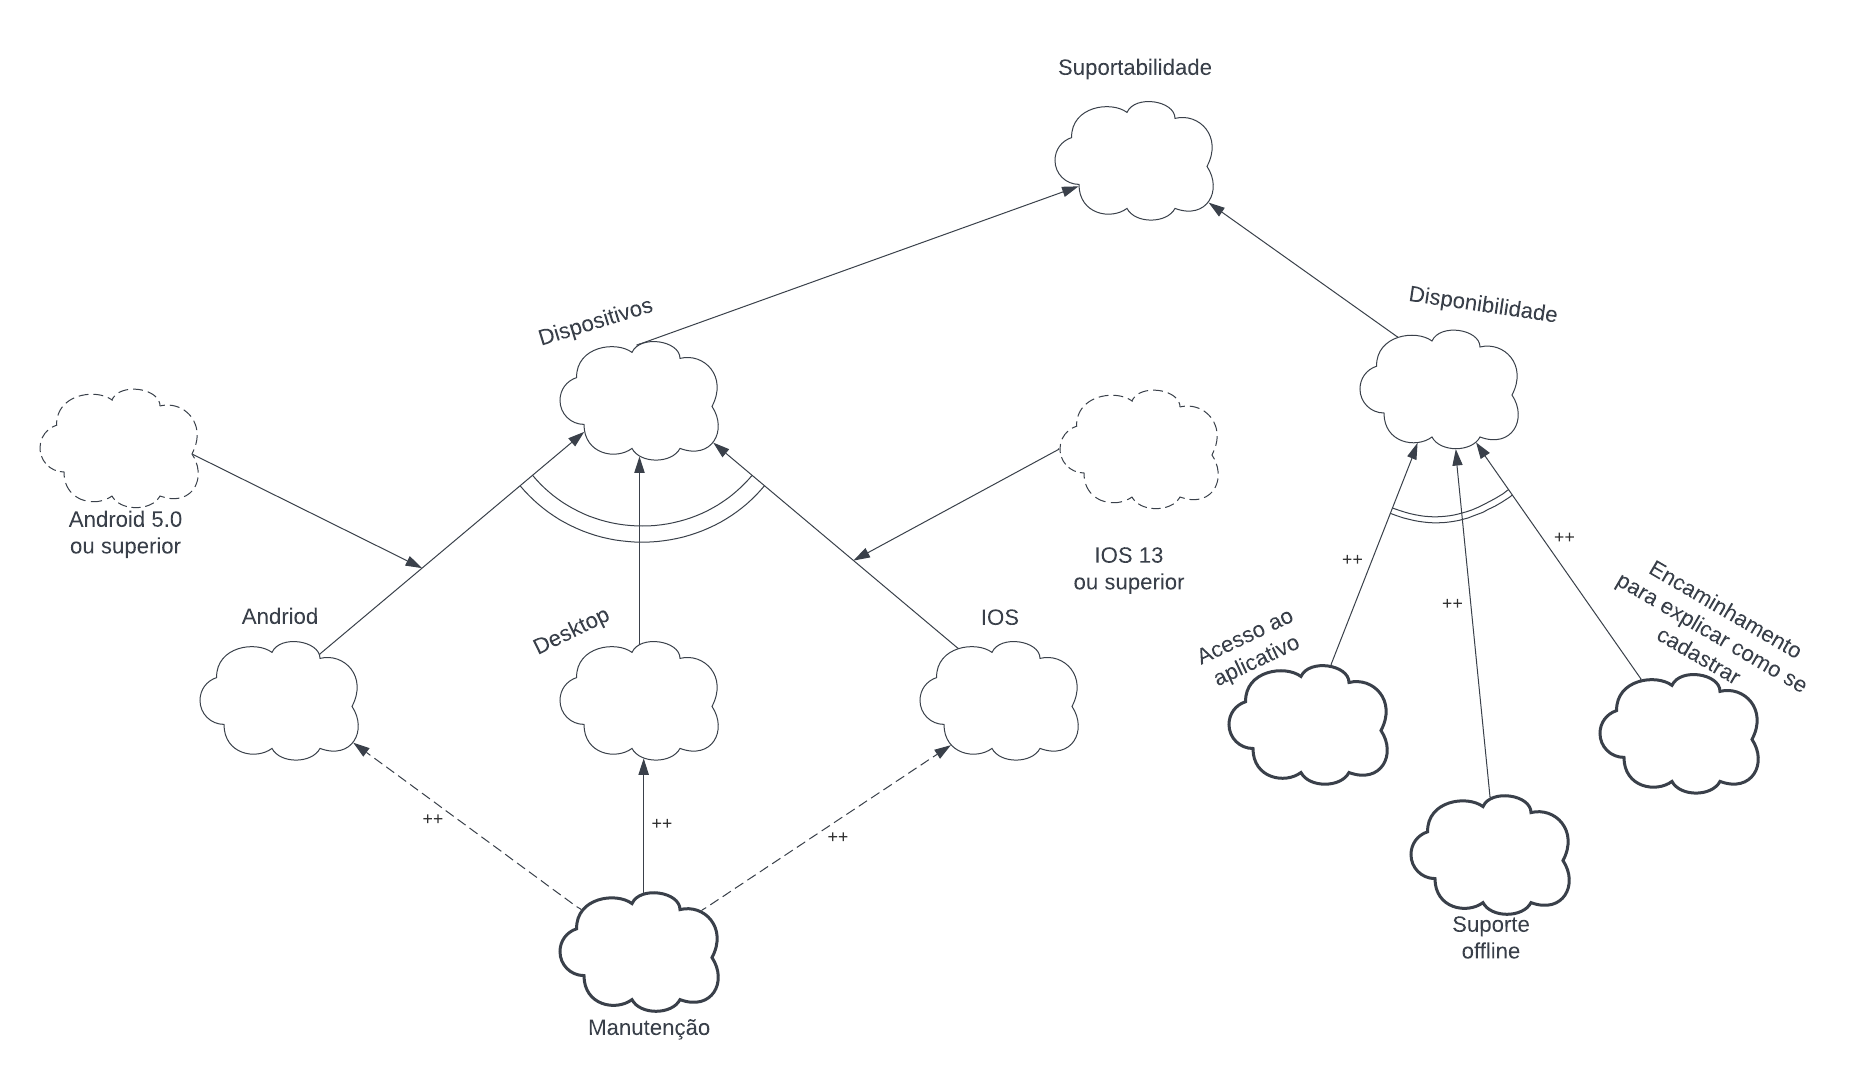 Suportabilidade
Dispositivos
Disponibilidade
Android 5.0
ou superior
IOS 13
ou superior
++
++
++
Andriod
Desktop
IOS
Acesso ao
aplicativo
Encaminhamento
para explicar como se
cadastrar
++
++
++
Suporte
offline
Manutenção